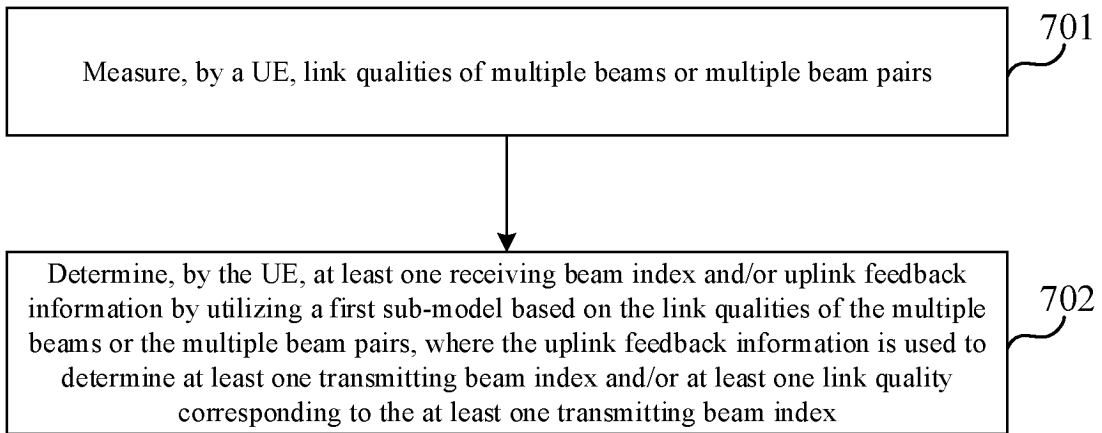 701
Measure, by a UE, link qualities of multiple beams or multiple beam pairs
Determine, by the UE, at least one receiving beam index and/or uplink feedback
information by utilizing a first sub-model based on the link qualities of the multiple
beams or the multiple beam pairs, where the uplink feedback information is used to
determine at least one transmitting beam index and/or at least one link quality
corresponding to the at least one transmitting beam index
702